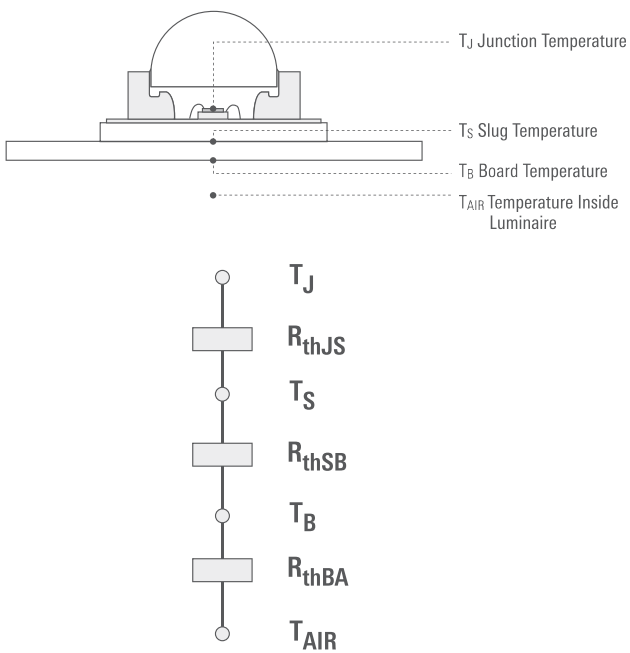 TJ Junction Temperature
TS Slug Temperature
TB Board Temperature
TAIR Temperature Inside
Luminaire
TJ
RthJS
TS
RthSB
TB
RthBA
TAIR